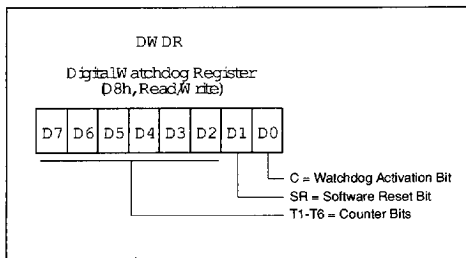 DWDR
Digital Watchdog Register
(D8h, Read/Write)
D7 D6 D5 D4 D3 D2 D1 D0
C = Watchdog Activation Bit
SR = Software Reset Bit
T1-T6 = Counter Bits